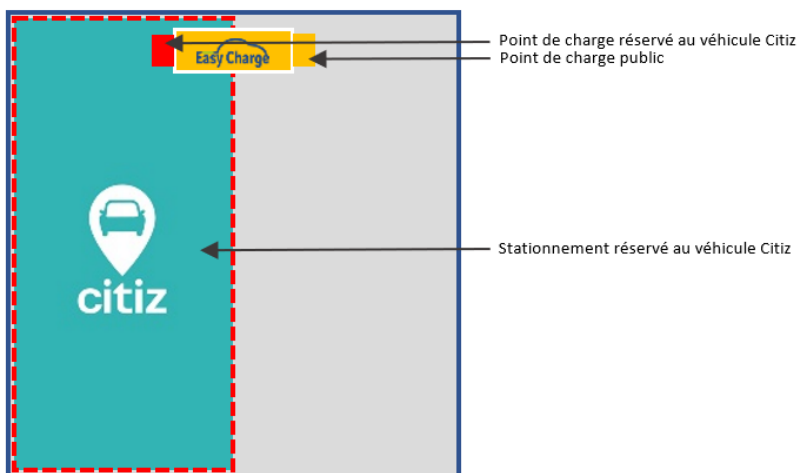 Point de charge réservé au véhicule Citiz
Easy Charge
Point de charge public
Stationnement réservé au véhicule Citiz
citiz